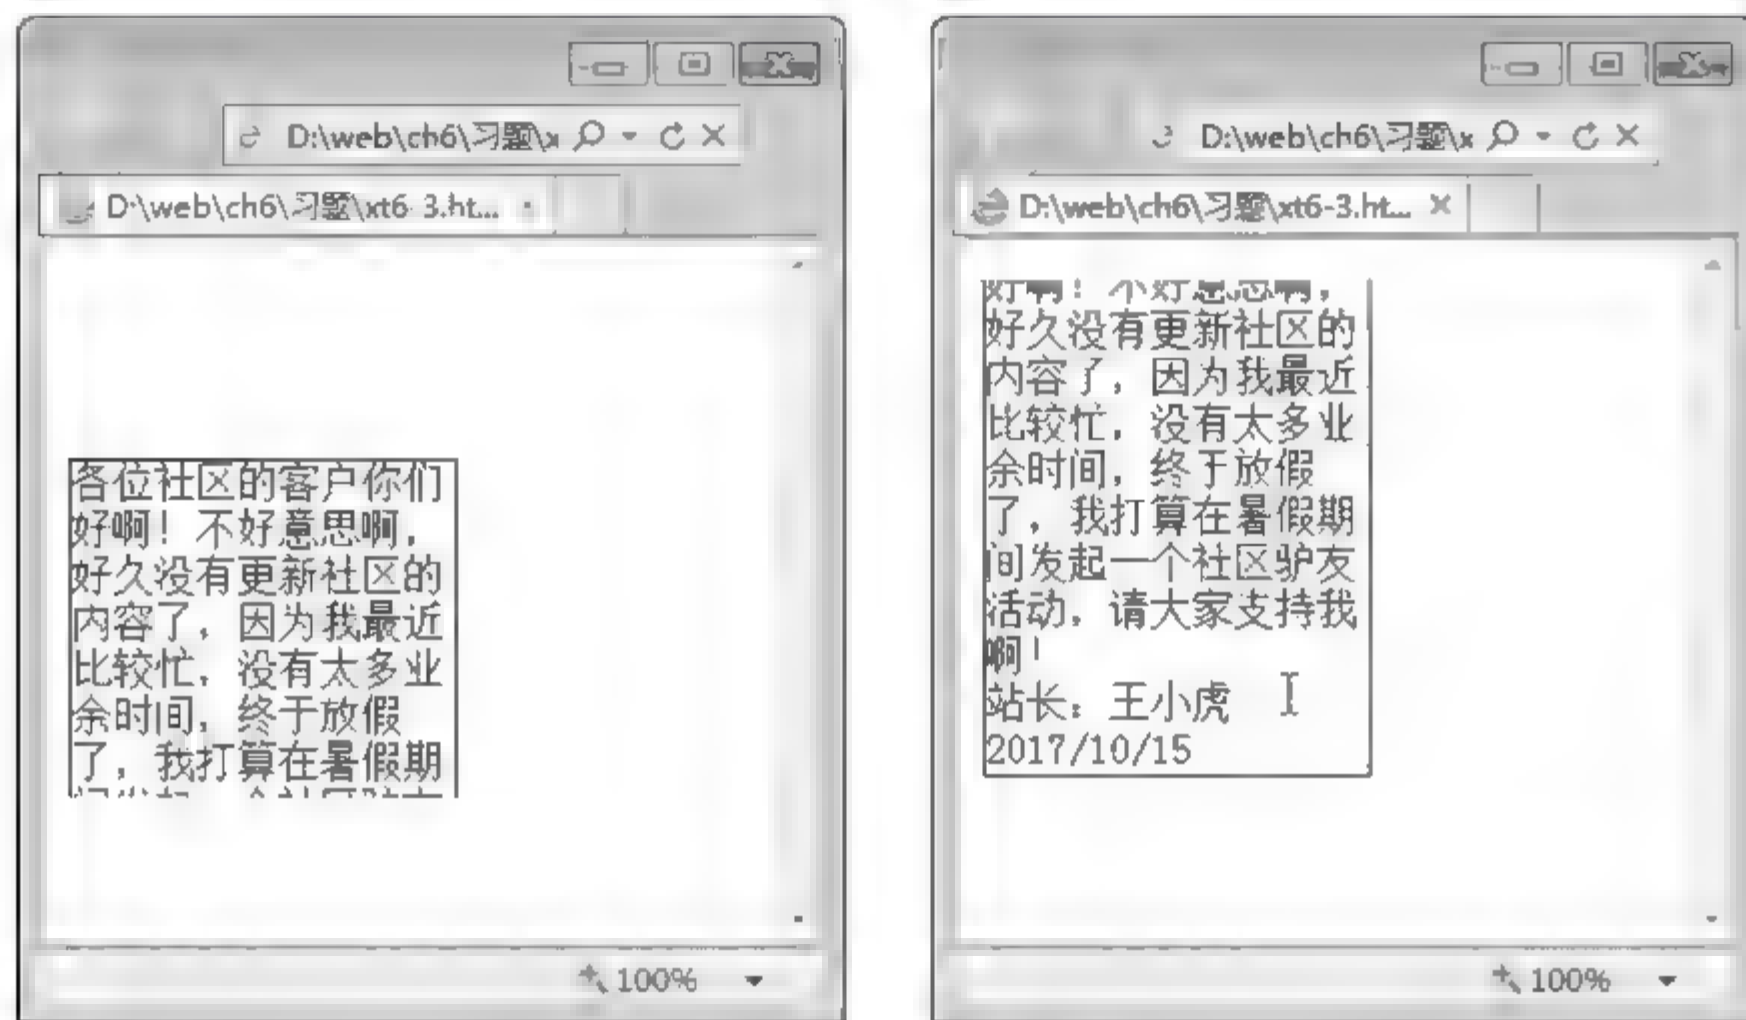 D:\web\ch6\习题\x
D:\web\ch6\习题\xt6-3.ht...
各位社区的客户你们
好啊！不好意思啊，
好久没有更新社区的
内容了，因为我最近
比较忙，没有太多业
余时间，终于放假
了，我打算在暑假期
100%
D:\web\ch6\习题\x
D:\web\ch6\习题\xt6-3.ht...
好啊！不好意思啊，
好久没有更新社区的
内容了，因为我最近
比较忙，没有太多业
余时间，终于放假
了，我打算在暑假期
间发起一个社区驴友
活动，请大家支持我
啊！
站长：王小虎
2017/10/15
100%